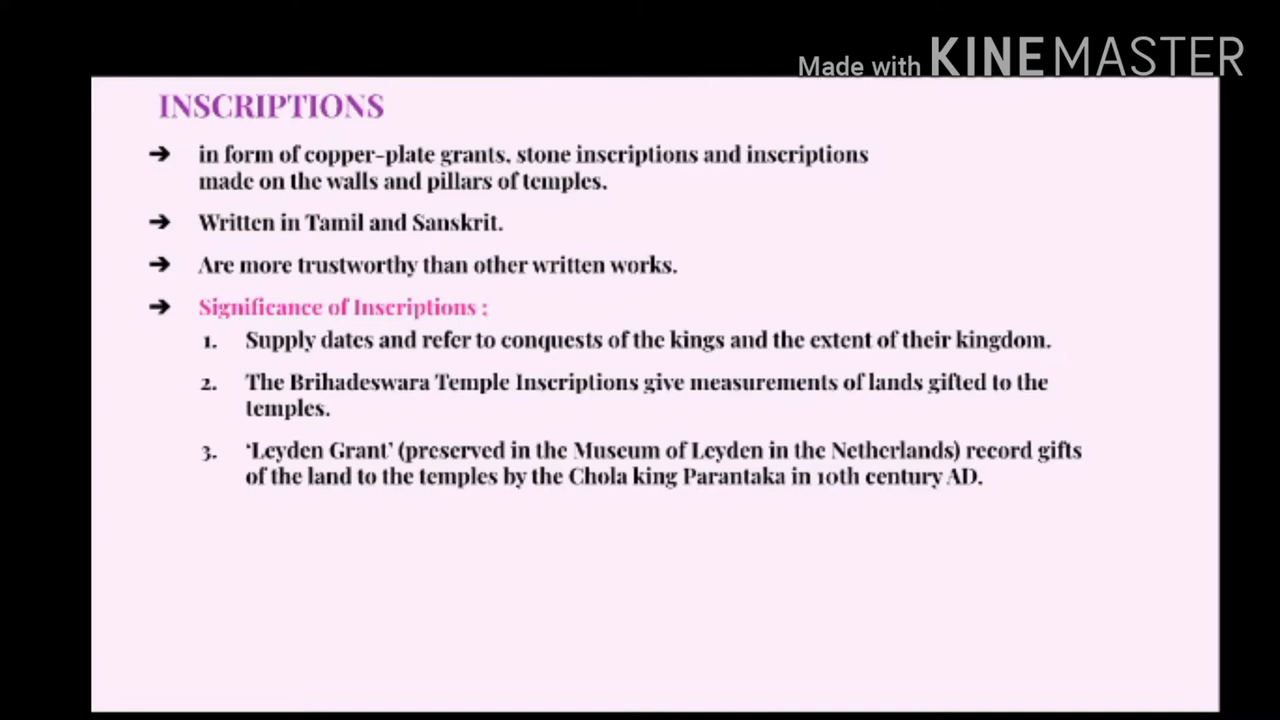 Made with KINEMASTER
INSCRIPTIONS
➔ in form of copper-plate grants, stone inscriptions and inscriptions
made on the walls and pillars of temples.
➔ Written in Tamil and Sanskrit.
➔ Are more trustworthy than other written works.
➔ Significance of Inscriptions :
1. Supply dates and refer to conquests of the kings and the extent of their kingdom.
2. The Brihadeswara Temple Inscriptions give measurements of lands gifted to the
temples.
3. ‘Leyden Grant’ (preserved in the Museum of Leyden in the Netherlands) record gifts
of the land to the temples by the Chola king Parantaka in 10th century AD.